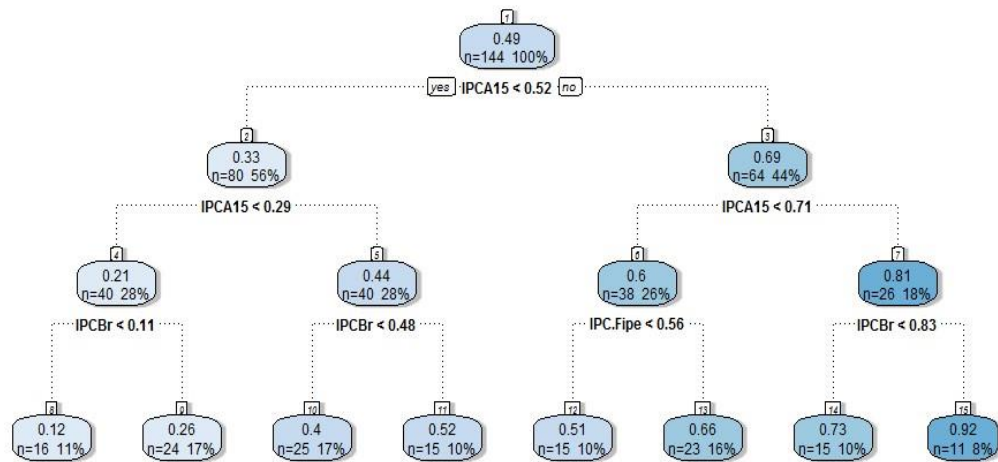 1
0.49
n=144 100%
yes IPCA15 < 0.52 no
2
0.33
n=80 56%
3
0.69
n=64 44%
IPCA15 < 0.29
IPCA15 < 0.71
4
0.21
n=40 28%
5
0.44
n=40 28%
6
0.6
n=38 26%
7
0.81
n=26 18%
IPCBr < 0.11
IPCBr < 0.48
IPC.Fipe < 0.56
IPCBr < 0.83
8
0.12
n=16 11%
9
0.26
n=24 17%
10
0.4
n=25 17%
11
0.52
n=15 10%
12
0.51
n=15 10%
13
0.66
n=23 16%
14
0.73
n=15 10%
15
0.92
n=11 8%